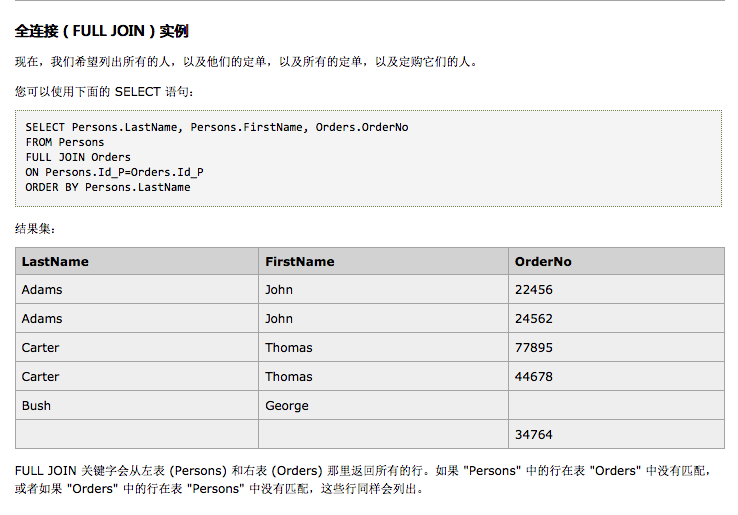 全连接（FULL JOIN）实例
现在，我们希望列出所有的人，以及他们的定单，以及所有的定单，以及定购它们的人。
您可以使用下面的 SELECT 语句：
SELECT Persons.LastName, Persons.FirstName, Orders.OrderNo
FROM Persons
FULL JOIN Orders
ON Persons.Id_P=Orders.Id_P
ORDER BY Persons.LastName
结果集：
LastName FirstName OrderNo
Adams John 22456
Adams John 24562
Carter Thomas 77895
Carter Thomas 44678
Bush George
34764
FULL JOIN 关键字会从左表 (Persons) 和右表 (Orders) 那里返回所有的行。如果 "Persons" 中的行在表 "Orders" 中没有匹配，
或者如果 "Orders" 中的行在表 "Persons" 中没有匹配，这些行同样会列出。